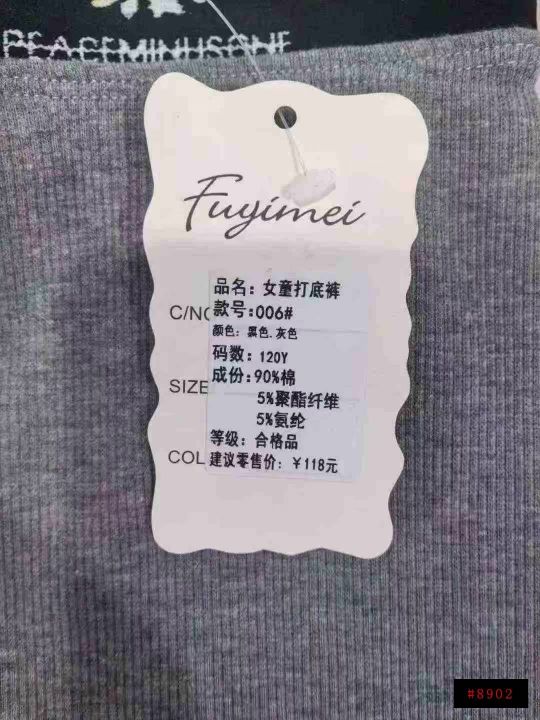 PEACEMINUSONE
Fuyimei
品名：女童打底裤
C/NO
款号:006#
颜色：黑色.灰色
码数：120Y
SIZE
成份:90%棉
5%聚酯纤维
5%氨纶
等级：合格品
COL
建议零售价：￥118元
#8902